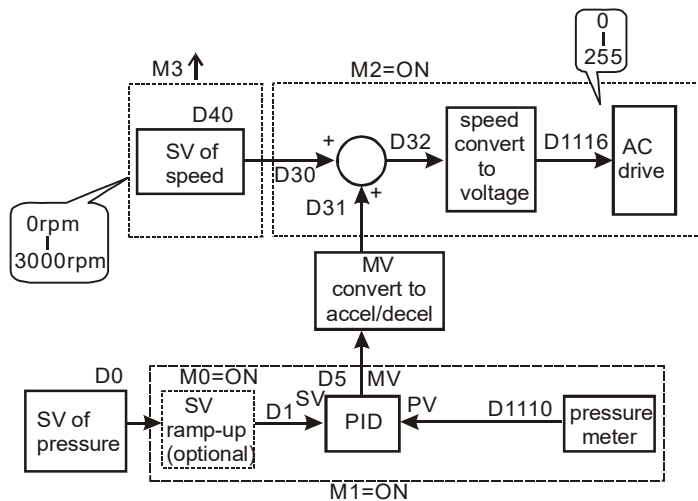 0
255
M3
M2=ON
D40
SV of
speed
D30
+
+
D31
D32
speed
convert
to
voltage
D1116
AC
drive
0rpm
3000rpm
MV
convert to
accel/decel
D0
SV of
pressure
M0=ON
SV
ramp-up
(optional)
D1
SV
D5
MV
PID
PV
D1110
pressure
meter
M1=ON